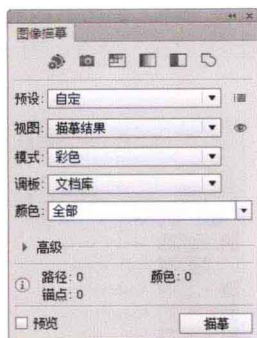 图像描摹
预设: 自定
视图: 描摹结果
模式: 彩色
调板: 文档库
颜色: 全部
高级
路径: 0 颜色: 0
锚点: 0
预览 描摹